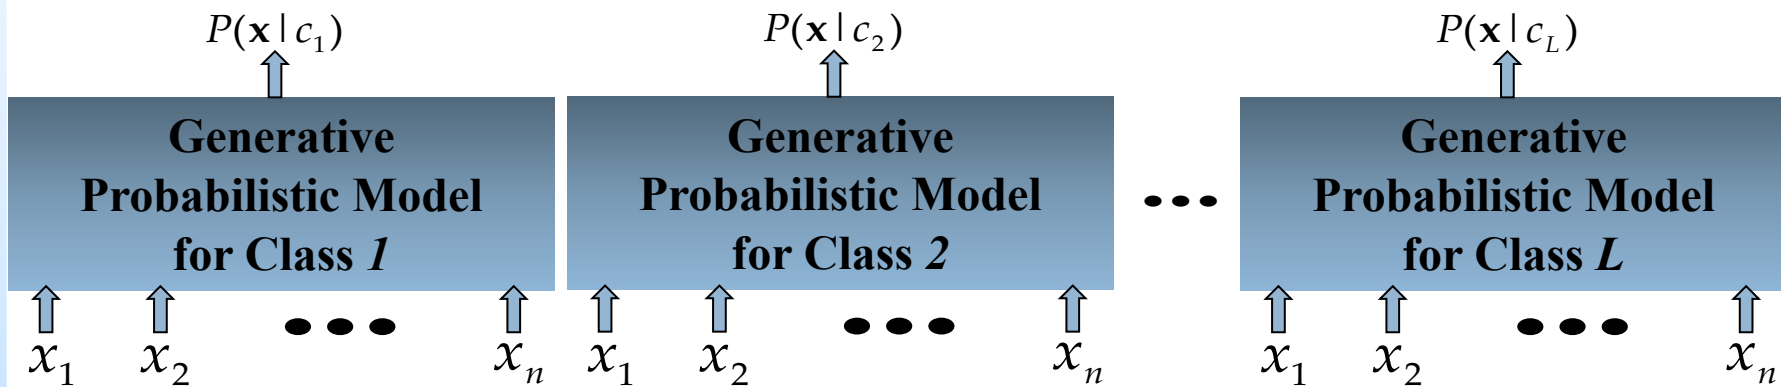 P(x | c₁) P(x | c₂) P(x | c_L)
Generative Generative Generative
Probabilistic Model Probabilistic Model ••• Probabilistic Model
for Class 1 for Class 2 for Class L
x₁ x₂ ••• xₙ x₁ x₂ ••• xₙ x₁ x₂ ••• xₙ